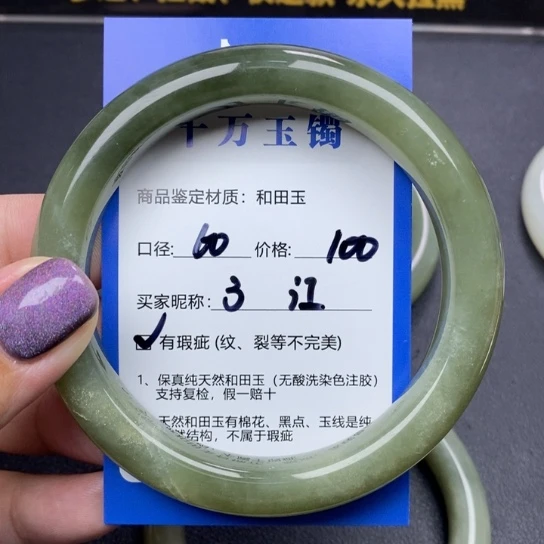 千万玉镯
商品鉴定材质：和田玉
口径: 60 价格: 100
买家昵称: 3 江
有瑕疵 (纹、裂等不完美)
1、保真纯天然和田玉（无酸洗染色注胶）
支持复检，假一赔十
天然和田玉有棉花、黑点、玉线是纯
结构，不属于瑕疵